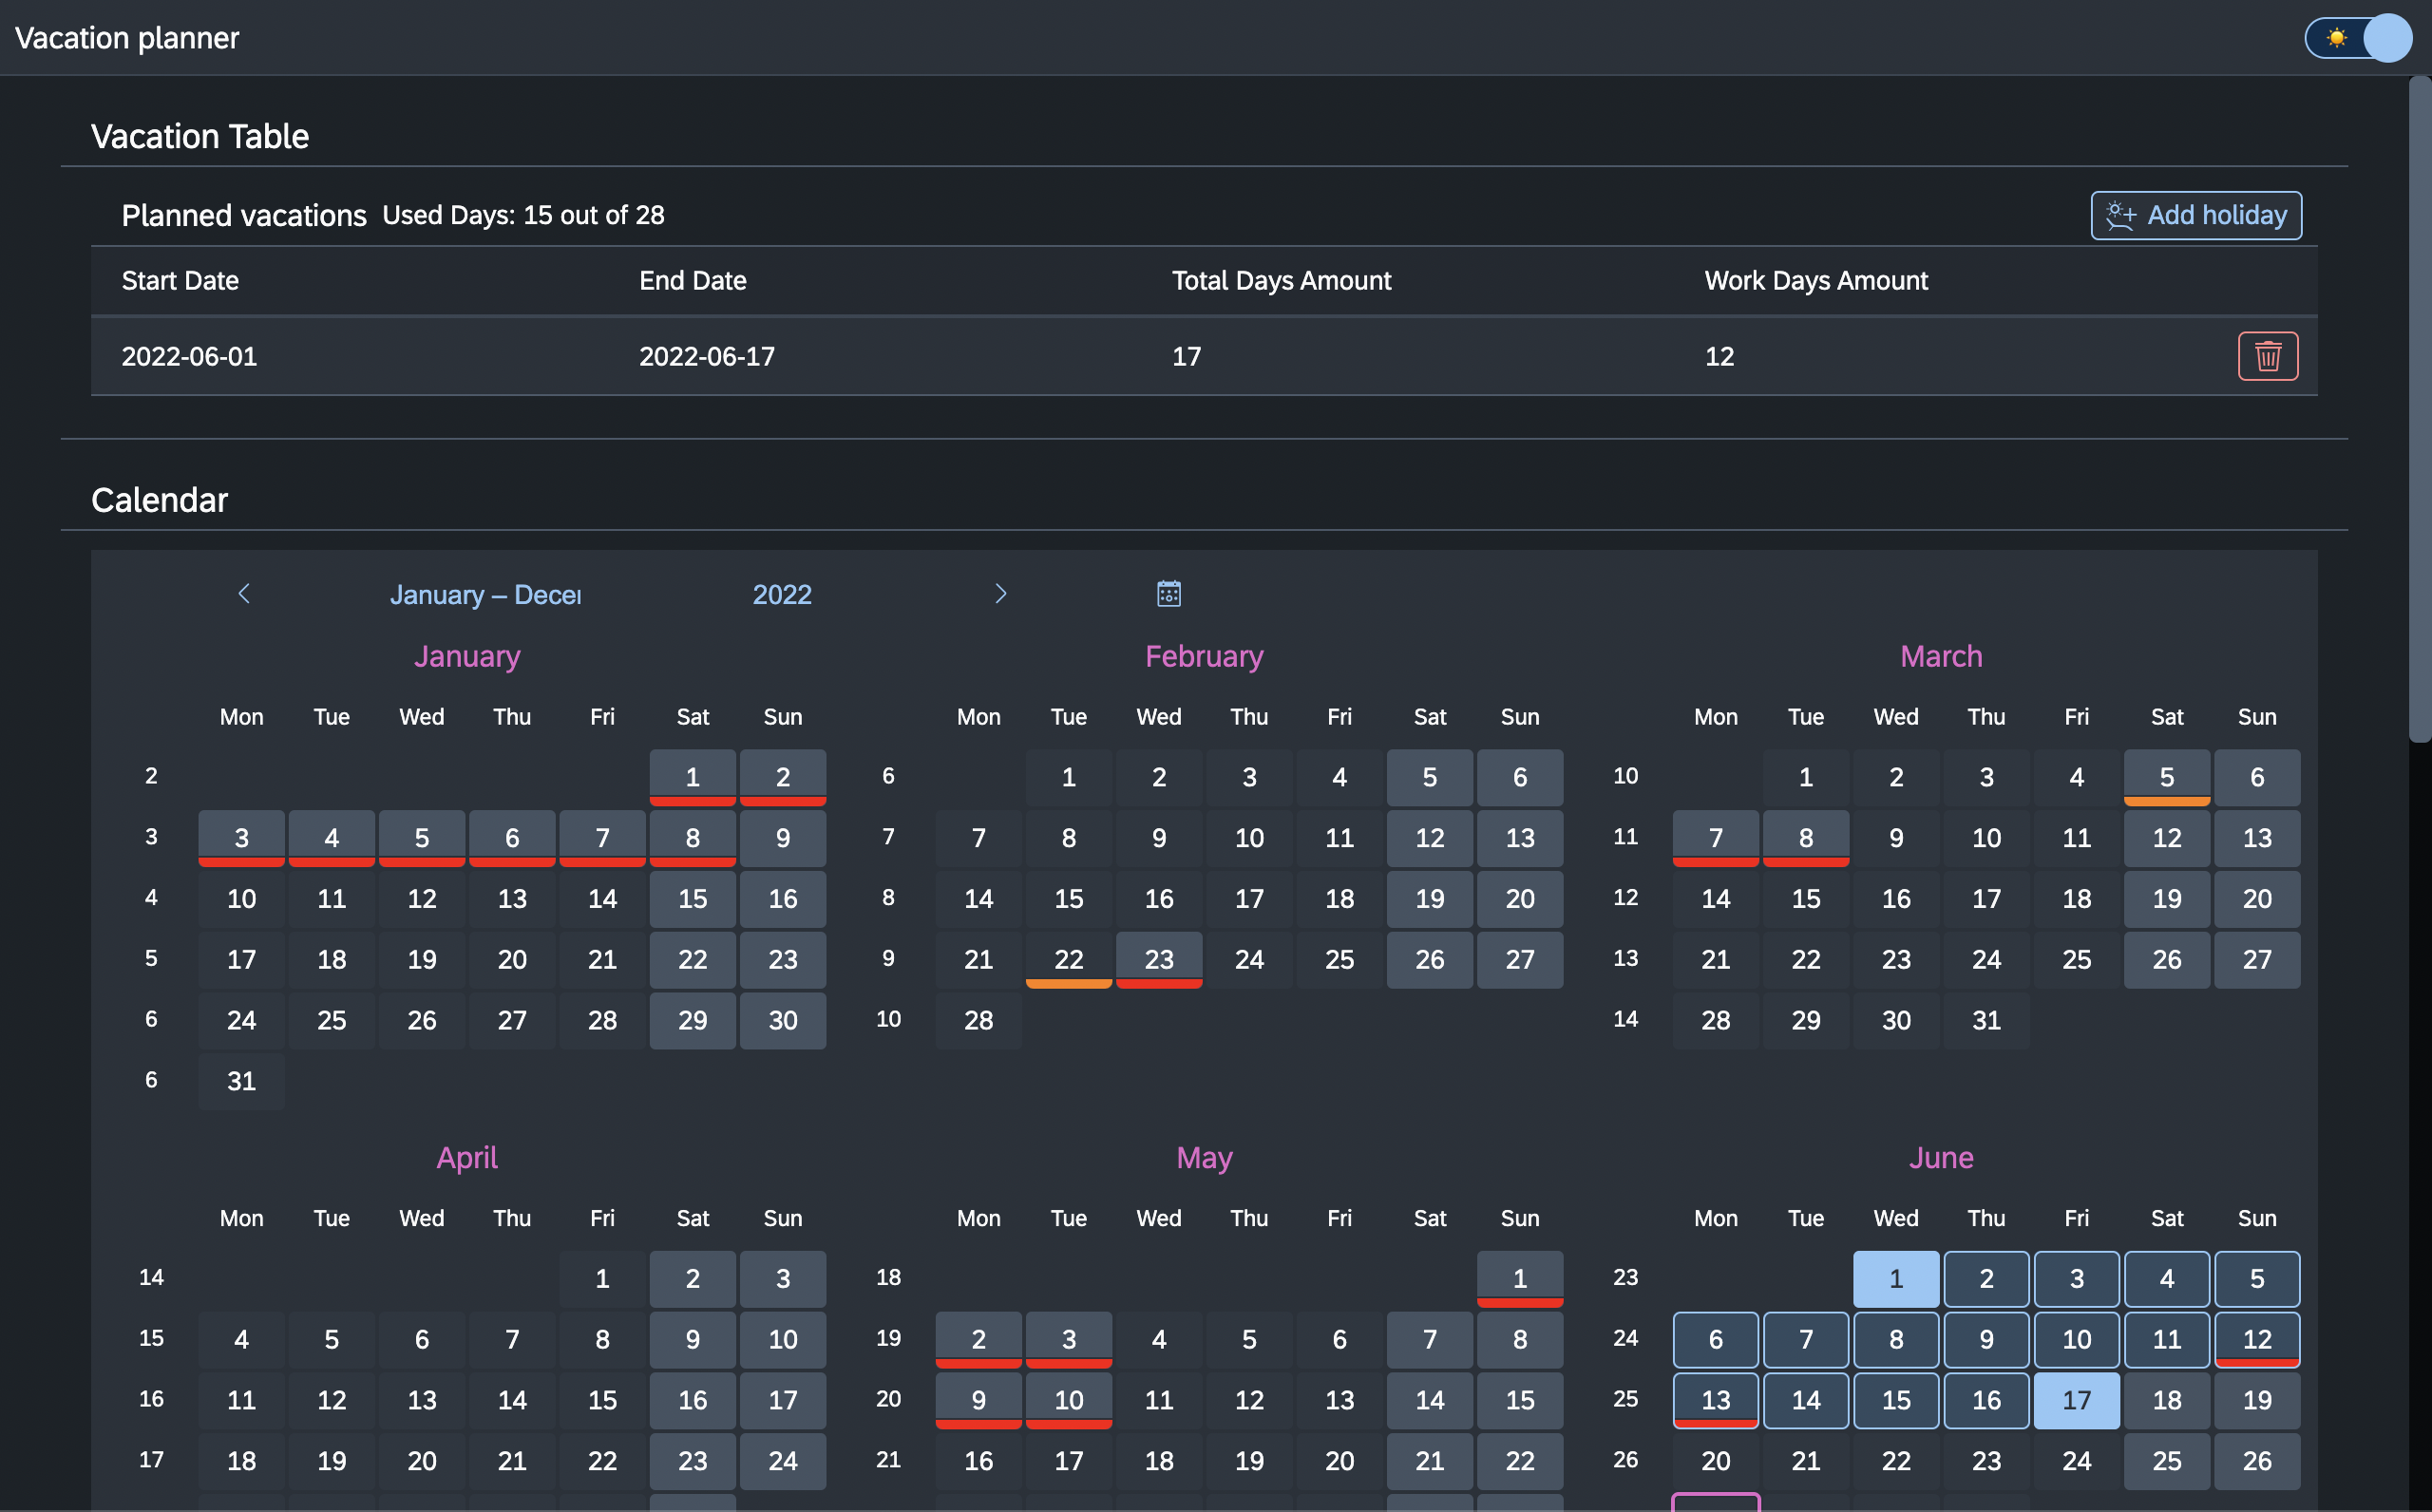 Vacation planner
Vacation Table
Planned vacations Used Days: 15 out of 28 Add holiday
Start Date End Date Total Days Amount Work Days Amount
2022-06-01 2022-06-17 17 12
Calendar
January – Decer 2022
January February March
Mon Tue Wed Thu Fri Sat Sun Mon Tue Wed Thu Fri Sat Sun Mon Tue Wed Thu Fri Sat Sun
2 1 2 6 1 2 3 4 5 6 10 1 2 3 4 5 6
3 3 4 5 6 7 8 9 7 7 8 9 10 11 12 13 11 7 8 9 10 11 12 13
4 10 11 12 13 14 15 16 8 14 15 16 17 18 19 20 12 14 15 16 17 18 19 20
5 17 18 19 20 21 22 23 9 21 22 23 24 25 26 27 13 21 22 23 24 25 26 27
6 24 25 26 27 28 29 30 10 28 14 28 29 30 31
6 31
April May June
Mon Tue Wed Thu Fri Sat Sun Mon Tue Wed Thu Fri Sat Sun Mon Tue Wed Thu Fri Sat Sun
14 1 2 3 18 1 23 1 2 3 4 5
15 4 5 6 7 8 9 10 19 2 3 4 5 6 7 8 24 6 7 8 9 10 11 12
16 11 12 13 14 15 16 17 20 9 10 11 12 13 14 15 25 13 14 15 16 17 18 19
17 18 19 20 21 22 23 24 21 16 17 18 19 20 21 22 26 20 21 22 23 24 25 26